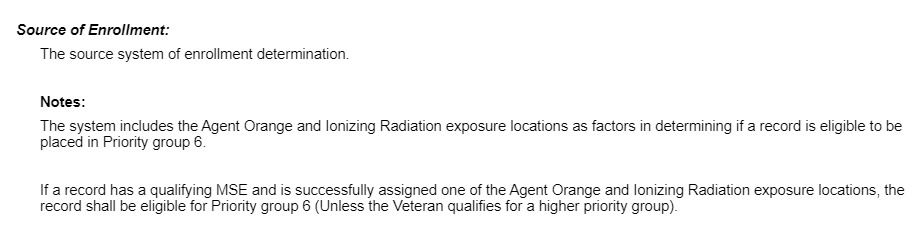 Source of Enrollment:
The source system of enrollment determination.
Notes:
The system includes the Agent Orange and Ionizing Radiation exposure locations as factors in determining if a record is eligible to be
placed in Priority group 6.
If a record has a qualifying MSE and is successfully assigned one of the Agent Orange and Ionizing Radiation exposure locations, the
record shall be eligible for Priority group 6 (Unless the Veteran qualifies for a higher priority group).